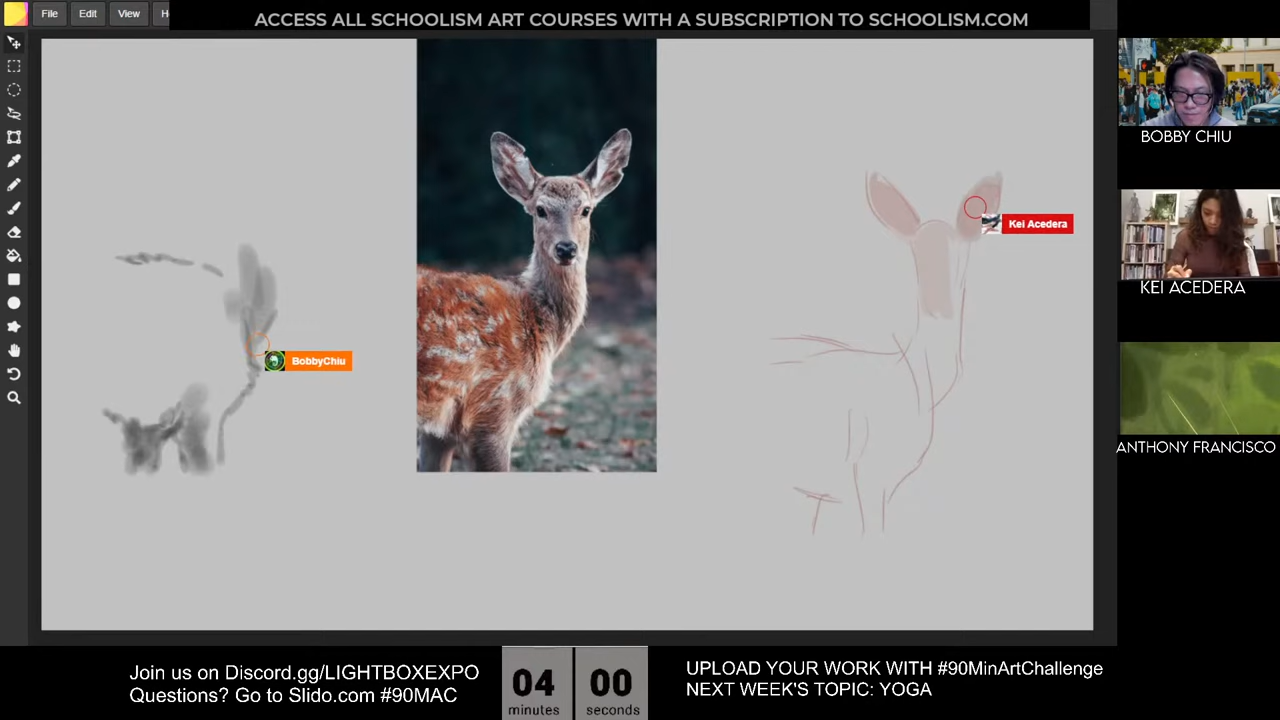 File Edit View H
ACCESS ALL SCHOOLISM ART COURSES WITH A SUBSCRIPTION TO SCHOOLISM.COM
BOBBY CHIU
Kei Acedera
KEI ACEDERA
BobbyChiu
ANTHONY FRANCISCO
Join us on Discord.gg/LIGHTBOXEXPO
Questions? Go to Slido.com #90MAC
04 00
minutes seconds
UPLOAD YOUR WORK WITH #90MinArtChallenge
NEXT WEEK'S TOPIC: YOGA